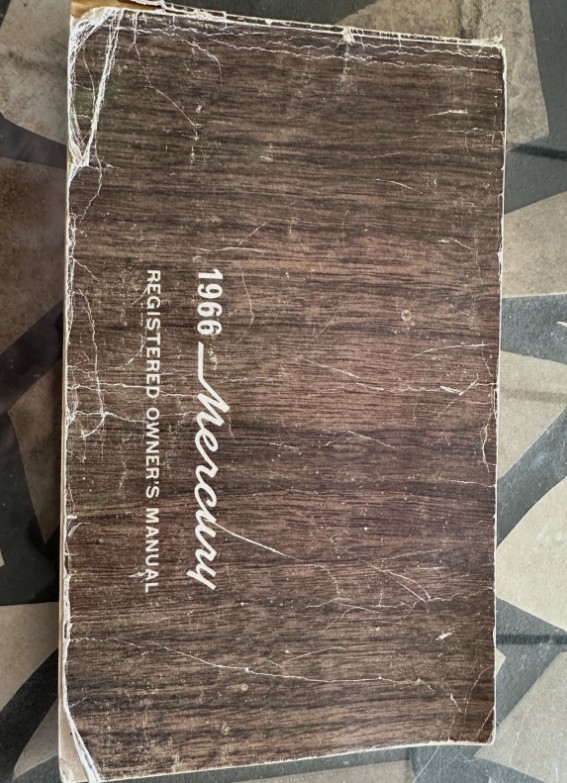 1966 Mercury
REGISTERED OWNER'S MANUAL